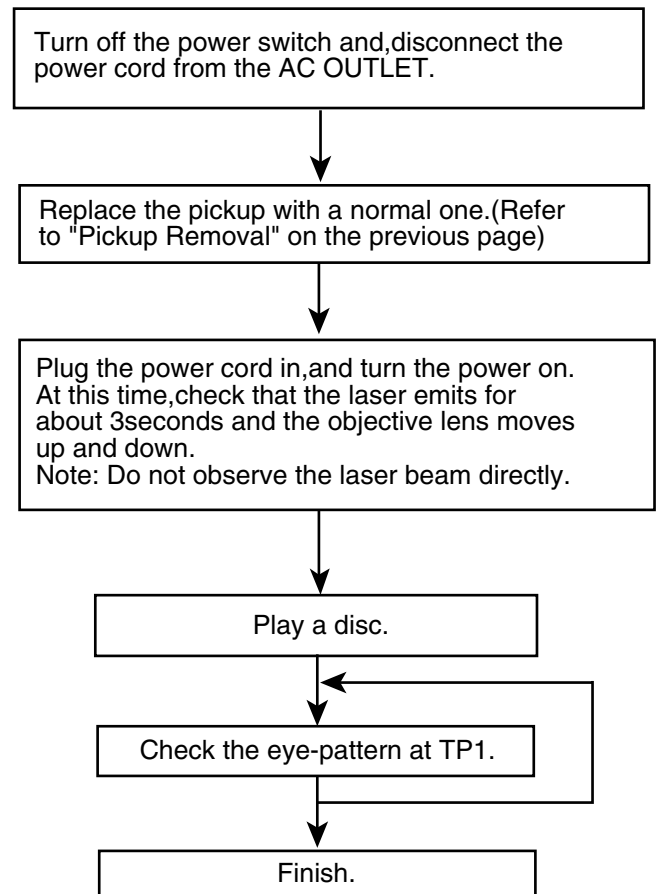 Turn off the power switch and,disconnect the
power cord from the AC OUTLET.
Replace the pickup with a normal one.(Refer
to "Pickup Removal" on the previous page)
Plug the power cord in,and turn the power on.
At this time,check that the laser emits for
about 3seconds and the objective lens moves
up and down.
Note: Do not observe the laser beam directly.
Play a disc.
Check the eye-pattern at TP1.
Finish.